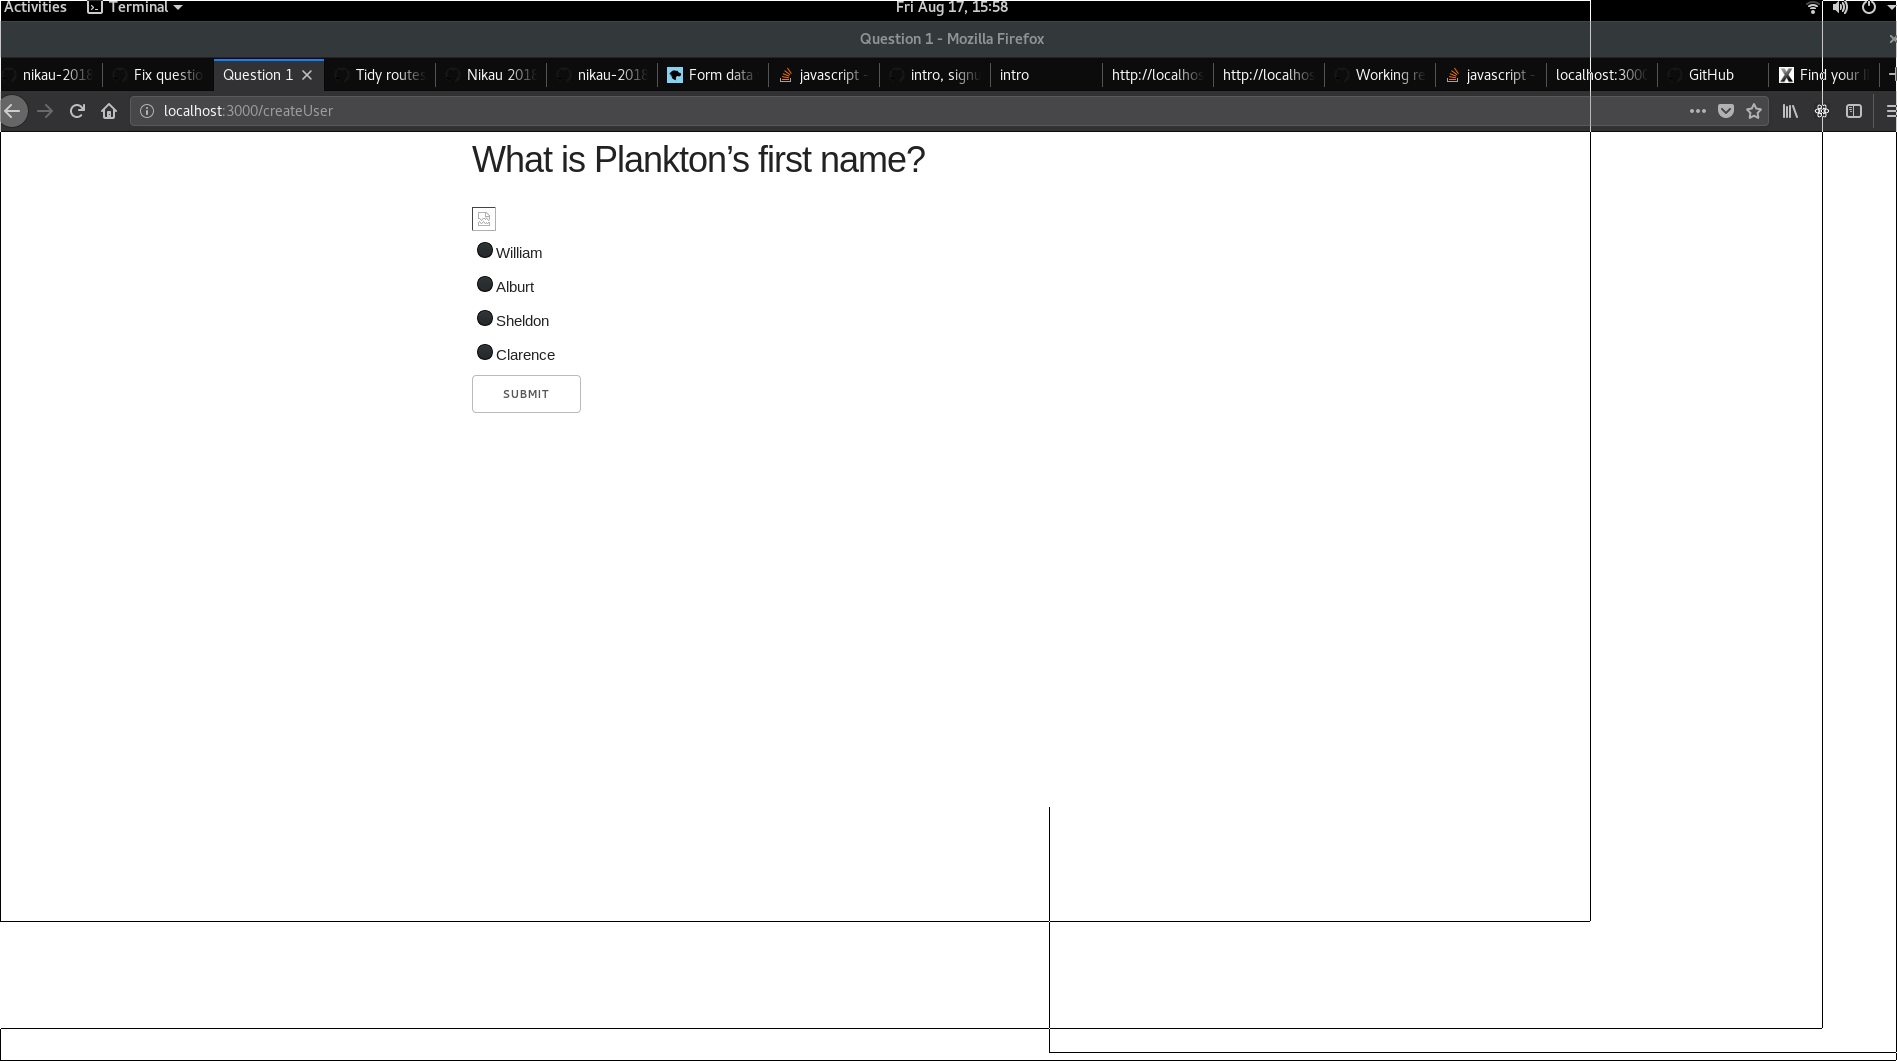 Activities Terminal Fri Aug 17, 15:58
Question 1 - Mozilla Firefox
nikau-2018 Fix questio Question 1 Tidy routes Nikau 2018 nikau-2018 Form data javascript - intro, signu intro http://localhos http://localhos Working re javascript - localhost:3000 GitHub Find your I
localhost:3000/createUser
What is Plankton’s first name?
William
Alburt
Sheldon
Clarence
SUBMIT